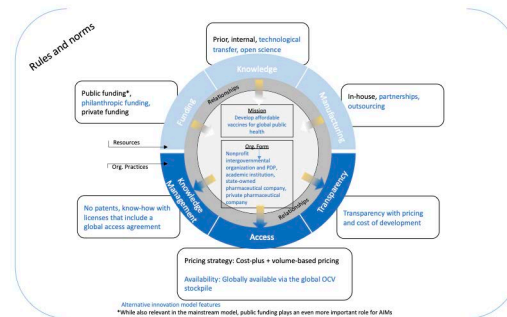 Rules and norms
Prior, internal, technological
transfer, open science
Knowledge
Public funding*,
philanthropic funding,
private funding
Funding
Relationships
Manufacturing
In-house, partnerships,
outsourcing
Mission
Develop affordable
vaccines for global public
health
Resources
Org. Practices
Org. Form
Nonprofit
intergovernmental
organization and PDP,
academic institution,
state-owned
pharmaceutical company,
private pharmaceutical
company
Knowledge
Management
Relationships
Transparency
No patents, know-how with
licenses that include a
global access agreement
Transparency with pricing
and cost of development
Access
Pricing strategy: Cost-plus + volume-based pricing
Availability: Globally available via the global OCV
stockpile
Alternative innovation model features
*While also relevant in the mainstream model, public funding plays an even more important role for AIMs